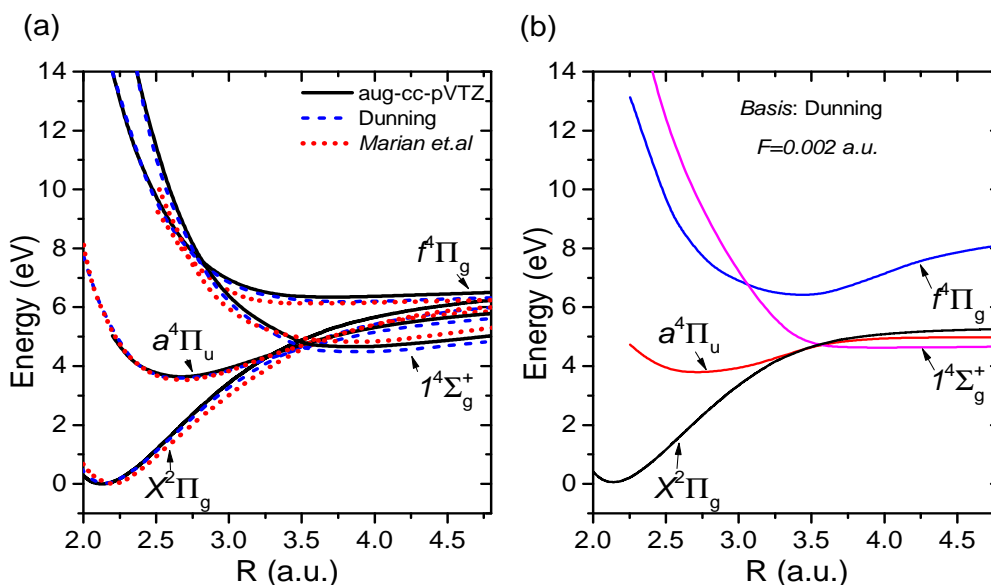 (a)
(b)
14
12
10
8
6
4
2
0
Energy (eV)
2.0 2.5 3.0 3.5 4.0 4.5
R (a.u.)
aug-cc-pVTZ
Dunning
Marian et.al
f⁴Πg
a⁴Πu
1⁴Σg⁺
X²Πg
14
12
10
8
6
4
2
0
Energy (eV)
2.0 2.5 3.0 3.5 4.0 4.5
R (a.u.)
Basis: Dunning
F=0.002 a.u.
f⁴Πg
a⁴Πu
1⁴Σg⁺
X²Πg